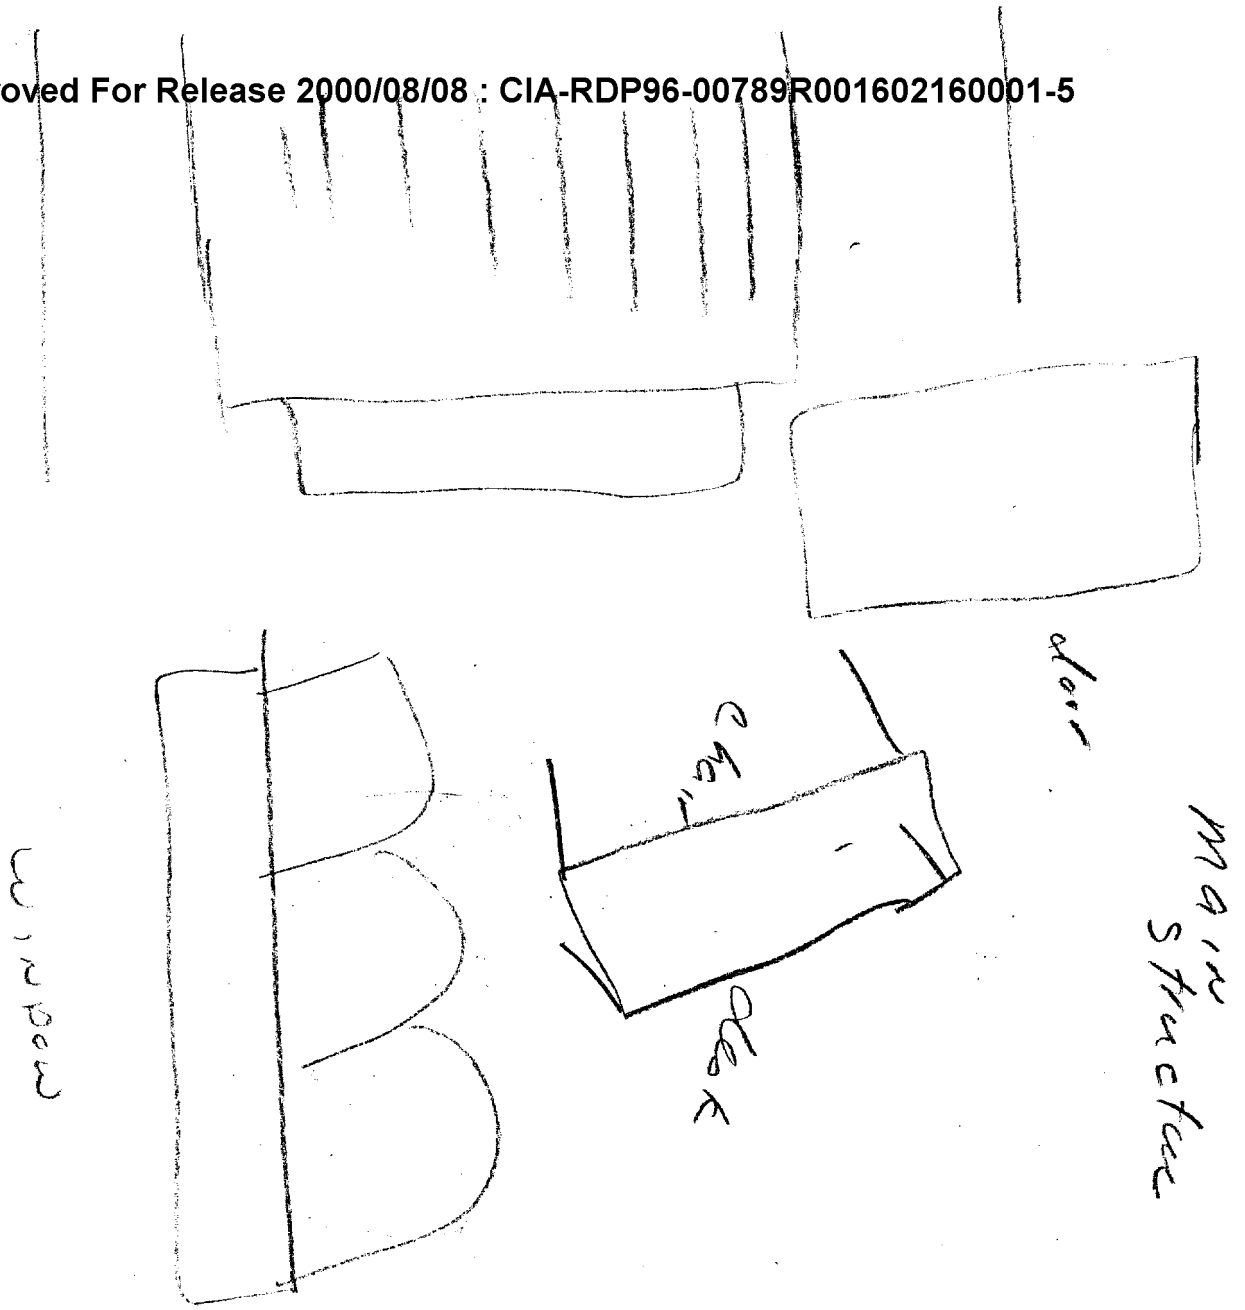 oved For Release 2000/08/08 : CIA-RDP96-00789R001602160001-5
door
chair
Main
Structure
desk
WINDOW